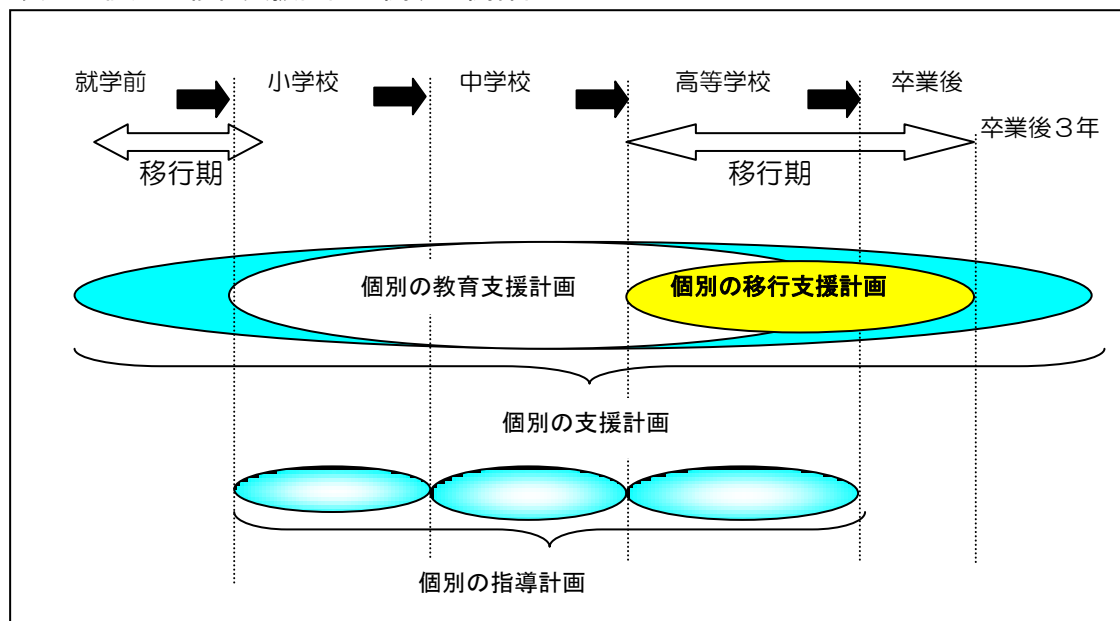 就学前
小学校
中学校
高等学校
卒業後
卒業後３年
移行期
移行期
個別の教育支援計画
個別の移行支援計画
個別の支援計画
個別の指導計画